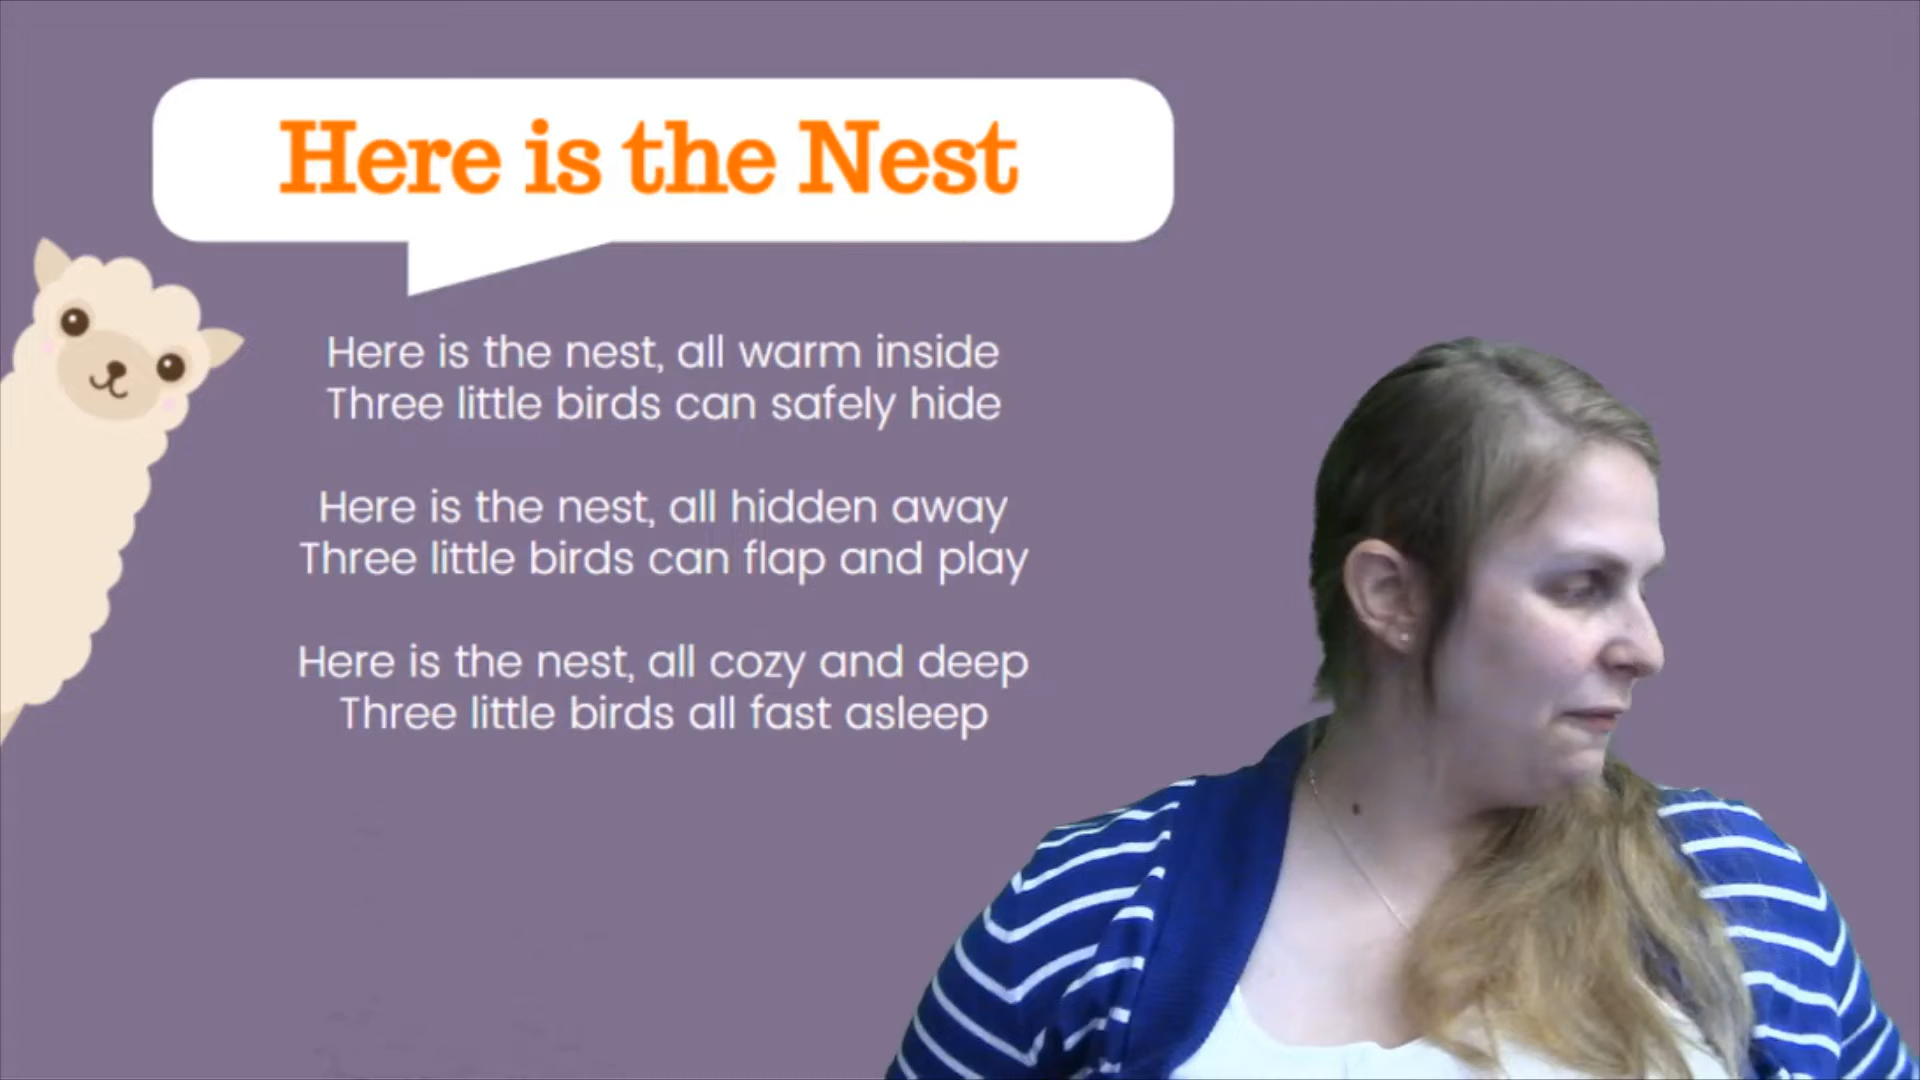 Here is the Nest
Here is the nest, all warm inside
Three little birds can safely hide
Here is the nest, all hidden away
Three little birds can flap and play
Here is the nest, all cozy and deep
Three little birds all fast asleep